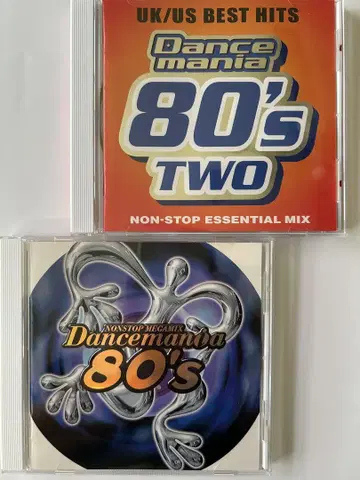 UK/US BEST HITS
Dance
mania
80's
TWO
NON-STOP ESSENTIAL MIX
NONSTOP MEGAMIX
Dancemania
80's